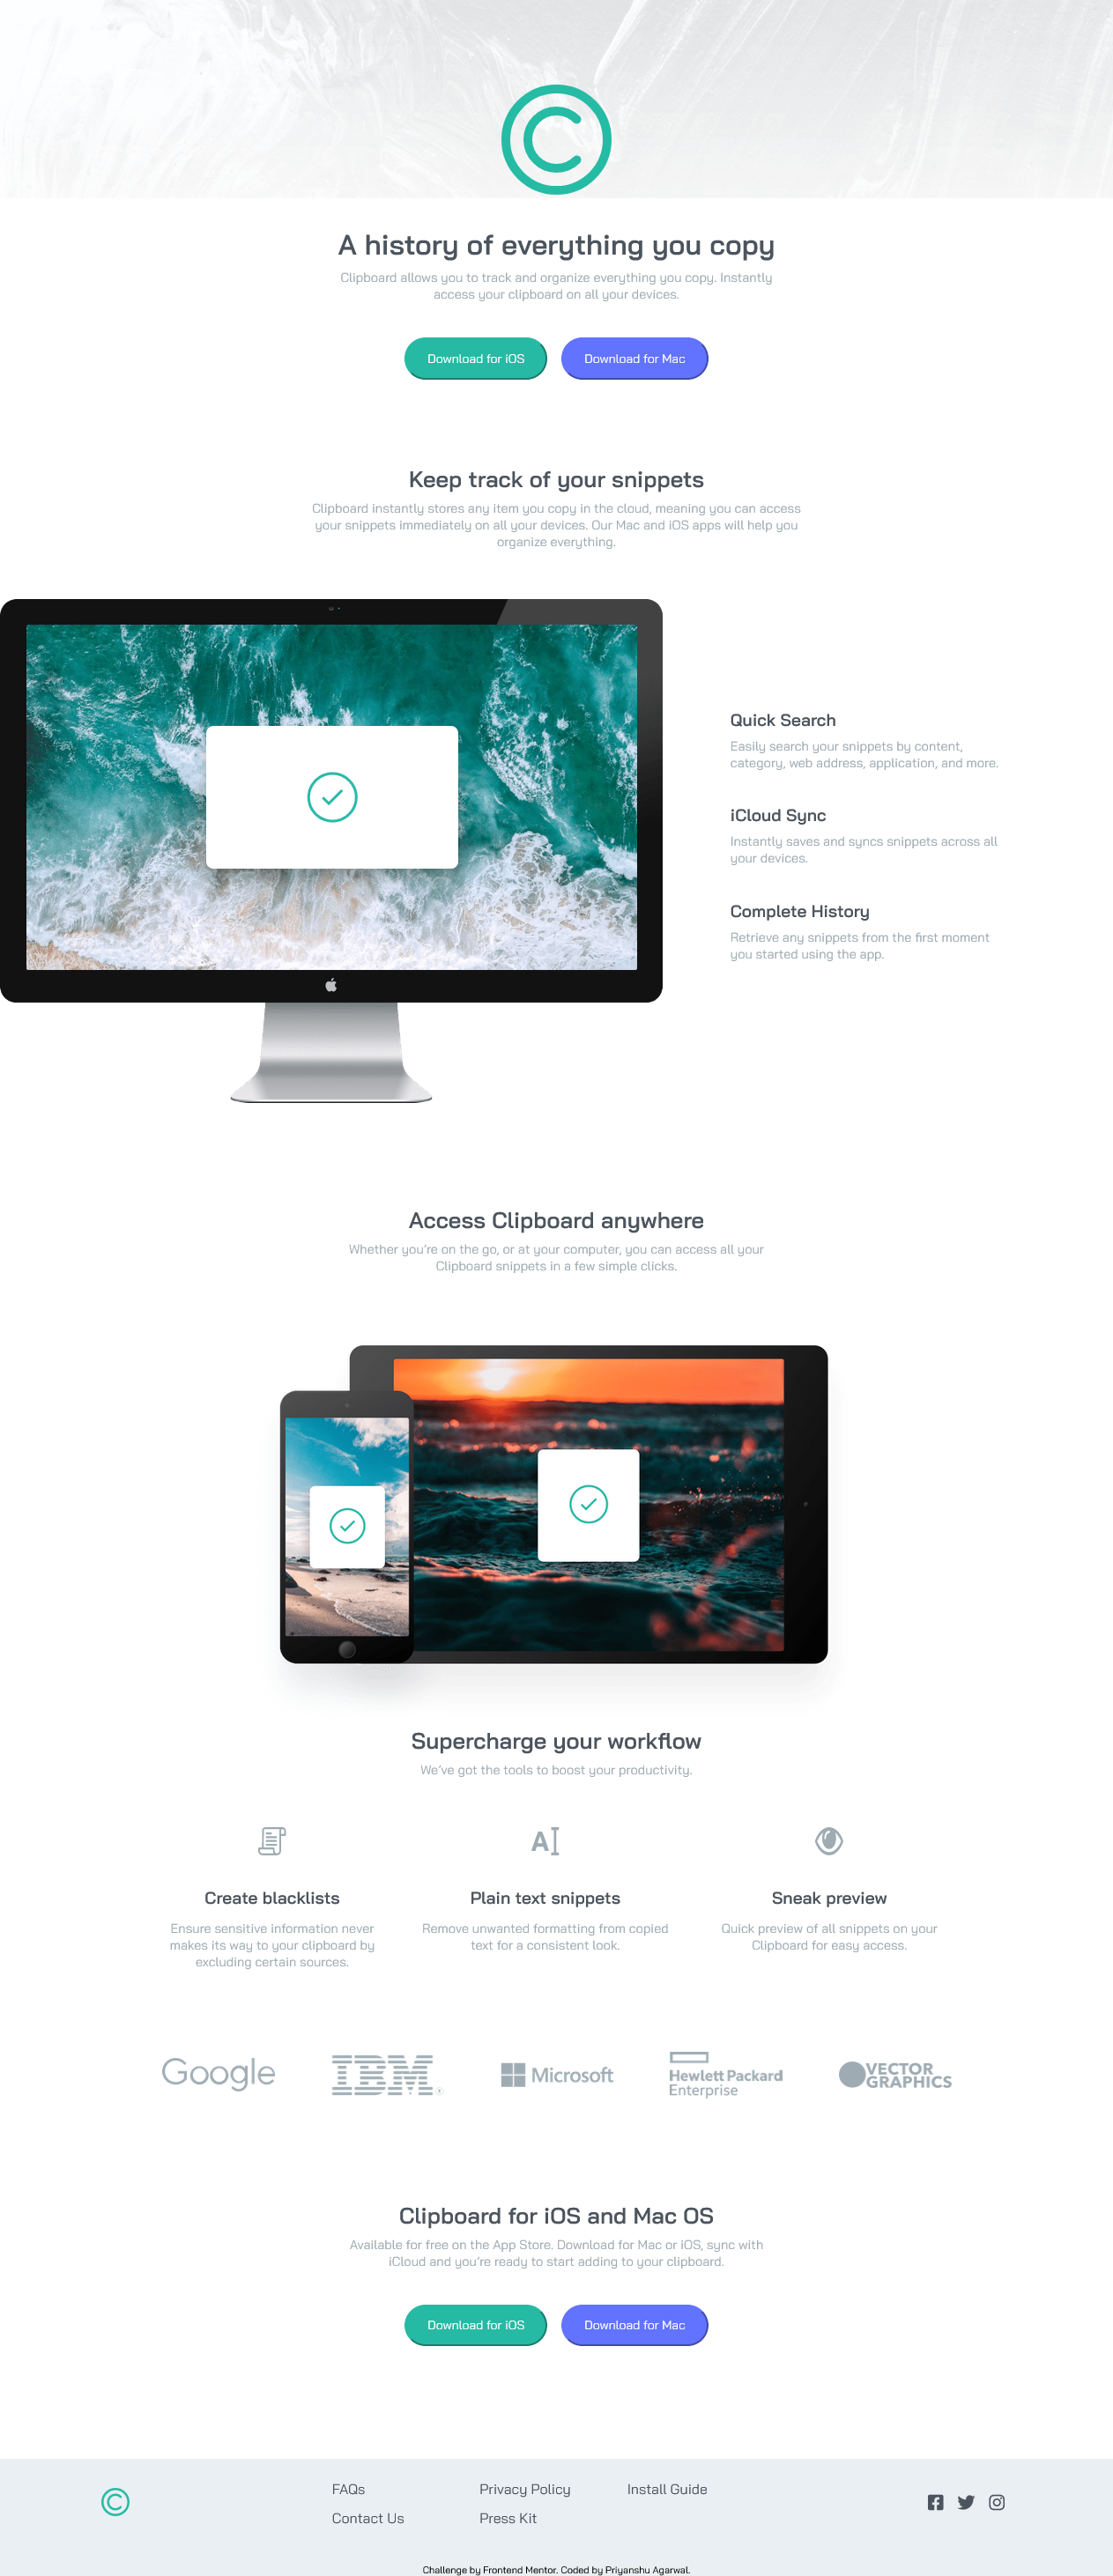 A history of everything you copy
Clipboard allows you to track and organize everything you copy. Instantly
access your clipboard on all your devices.
Download for iOS
Download for Mac
Keep track of your snippets
Clipboard instantly stores any item you copy in the cloud, meaning you can access
your snippets immediately on all your devices. Our Mac and iOS apps will help you
organize everything.
Quick Search
Easily search your snippets by content,
category, web address, application, and more.
iCloud Sync
Instantly saves and syncs snippets across all
your devices.
Complete History
Retrieve any snippets from the first moment
you started using the app.
Access Clipboard anywhere
Whether you’re on the go, or at your computer, you can access all your
Clipboard snippets in a few simple clicks.
Supercharge your workflow
We’ve got the tools to boost your productivity.
Create blacklists
Ensure sensitive information never
makes its way to your clipboard by
excluding certain sources.
Plain text snippets
Remove unwanted formatting from copied
text for a consistent look.
Sneak preview
Quick preview of all snippets on your
Clipboard for easy access.
Google
IBM
Microsoft
Hewlett Packard
Enterprise
VECTOR
GRAPHICS
Clipboard for iOS and Mac OS
Available for free on the App Store. Download for Mac or iOS, sync with
iCloud and you’re ready to start adding to your clipboard.
Download for iOS
Download for Mac
FAQs
Contact Us
Privacy Policy
Press Kit
Install Guide
Challenge by Frontend Mentor. Coded by Priyanshu Agarwal.